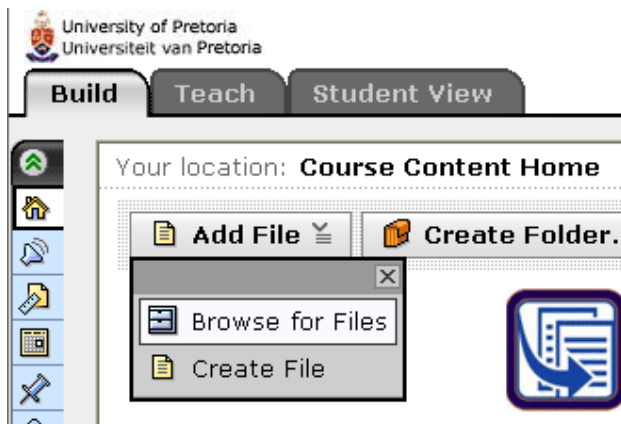 University of Pretoria
Universiteit van Pretoria
Build Teach Student View
Your location: Course Content Home
Add File Create Folder.
Browse for Files
Create File